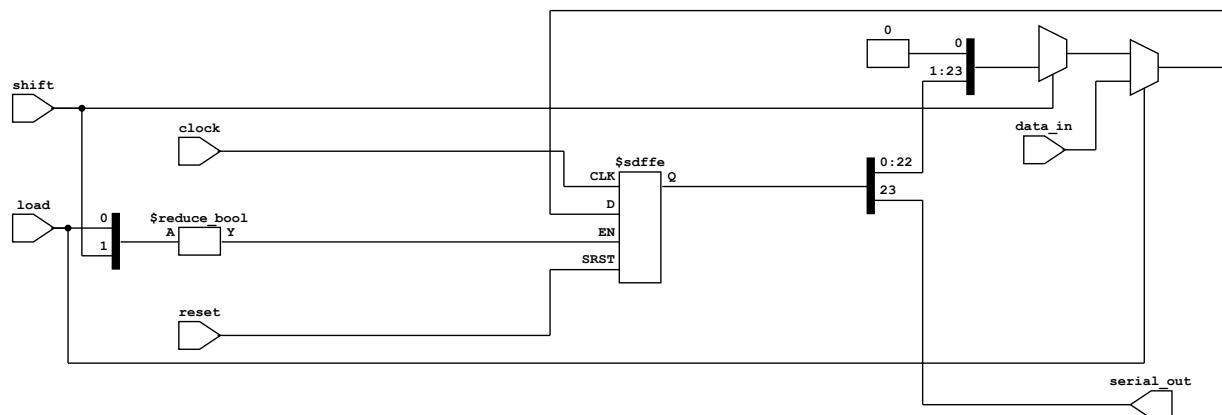 0 0
1:23
shift
clock
data_in
$sdffe
0:22
CLK Q
23
load
D
0 $reduce_bool
1 A Y EN
SRST
reset
serial_out